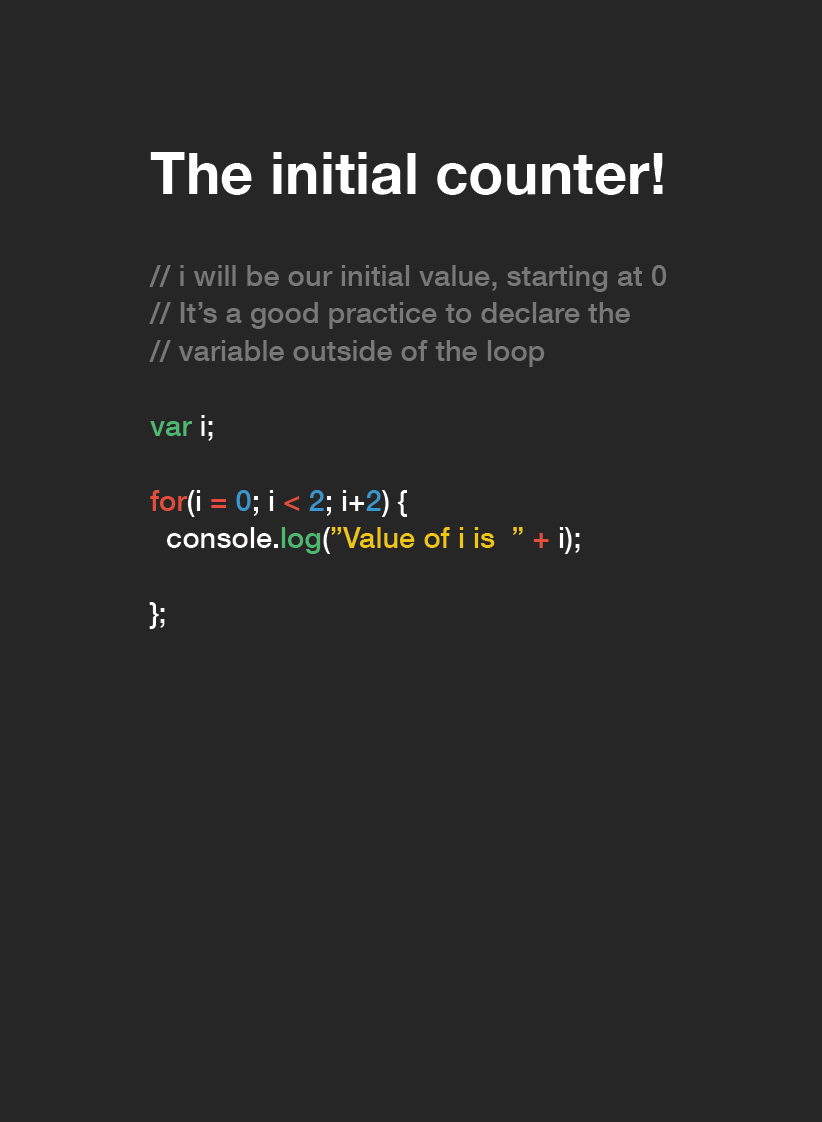 The initial counter!
// i will be our initial value, starting at 0
// It’s a good practice to declare the
// variable outside of the loop
var i;
for(i = 0; i < 2; i+2) {
console.log(”Value of i is  ” + i);
};